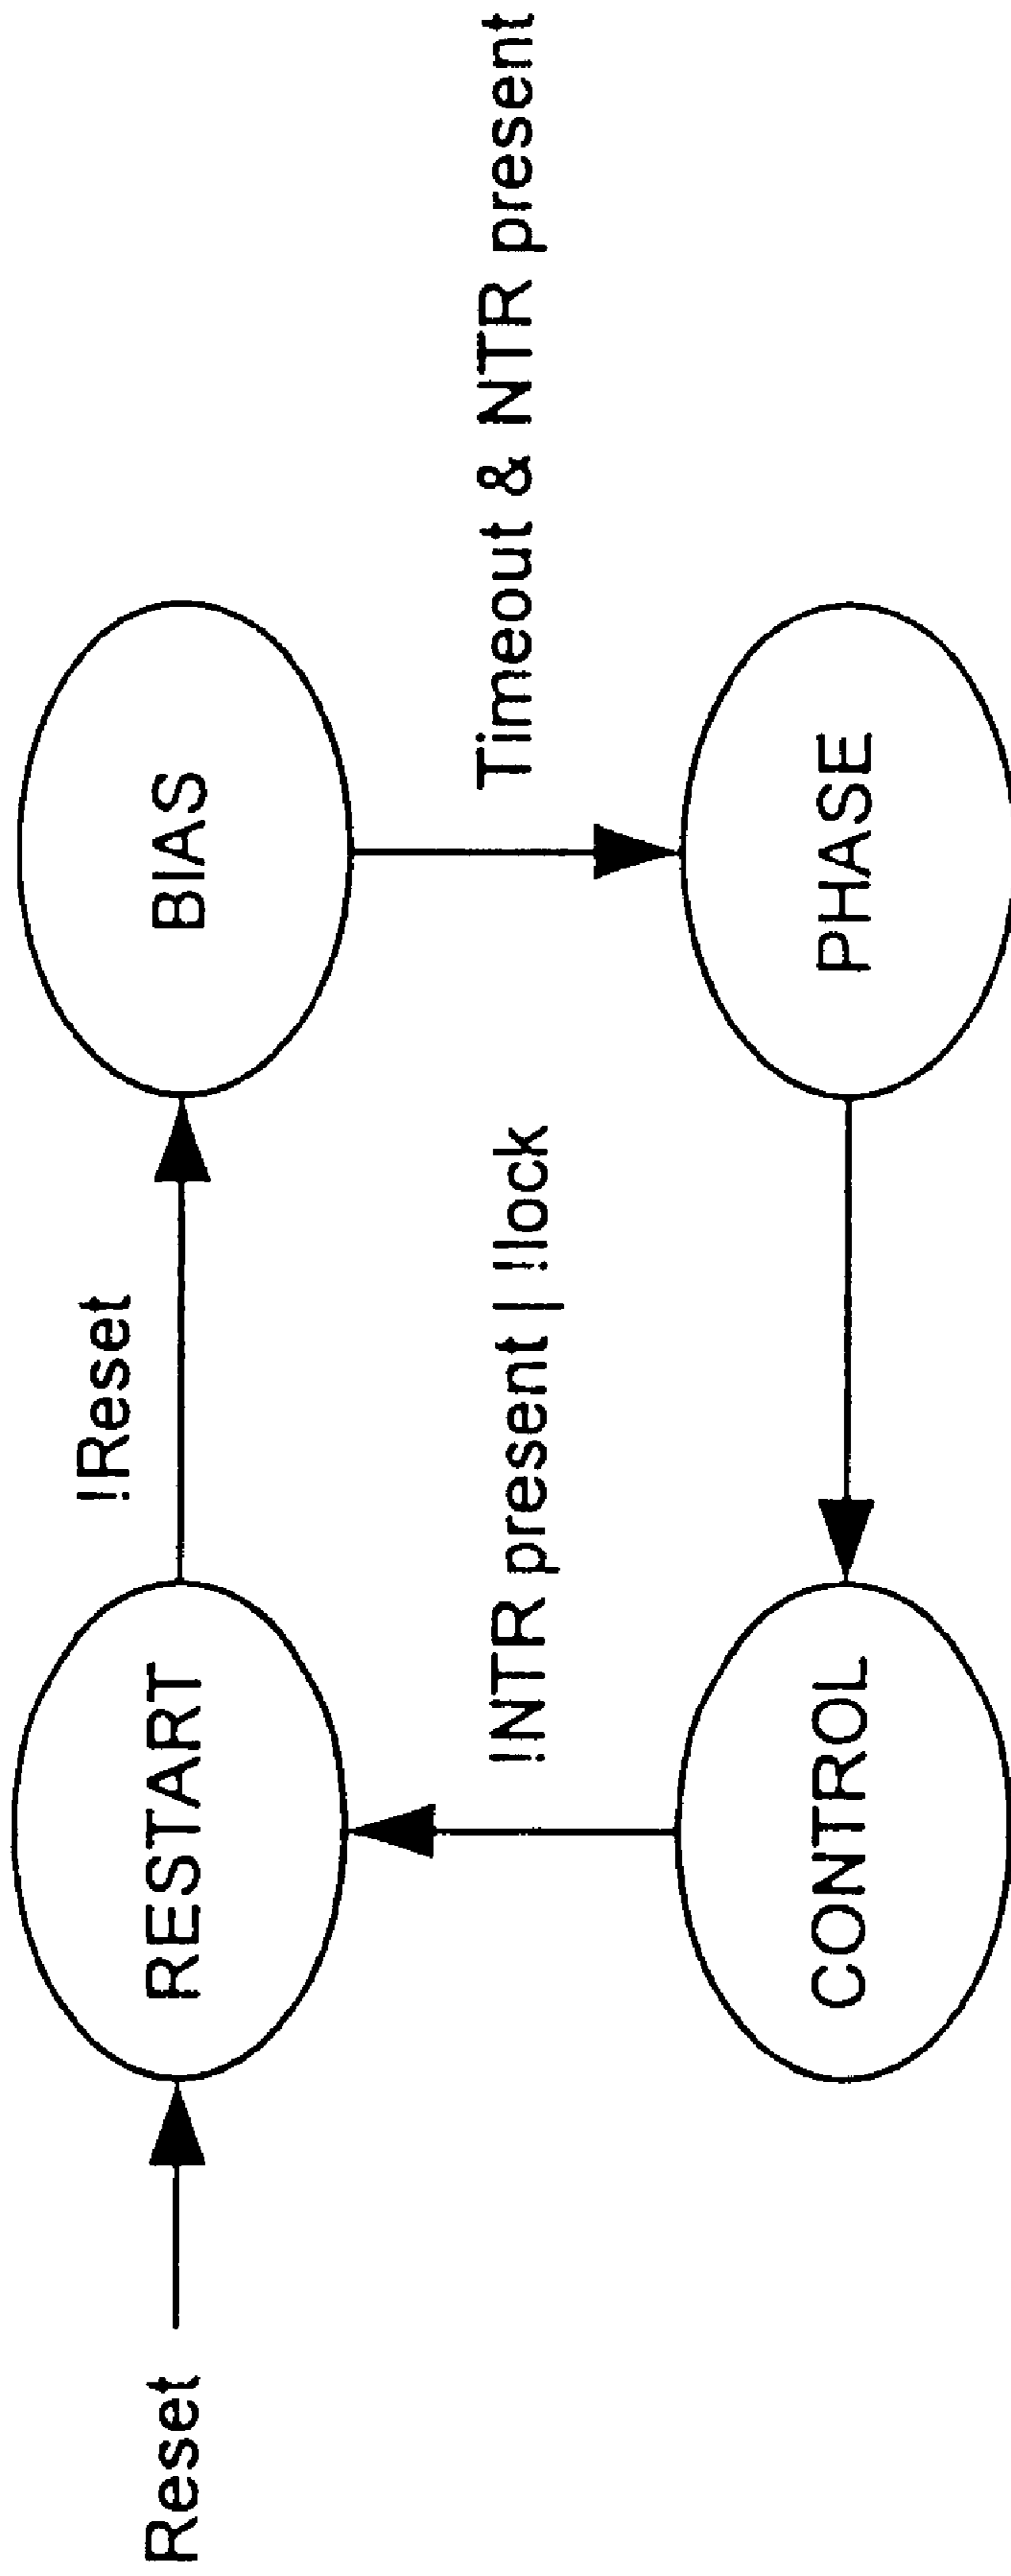 Reset
RESTART
!Reset
BIAS
Timeout & NTR present
!NTR present | !lock
CONTROL
PHASE